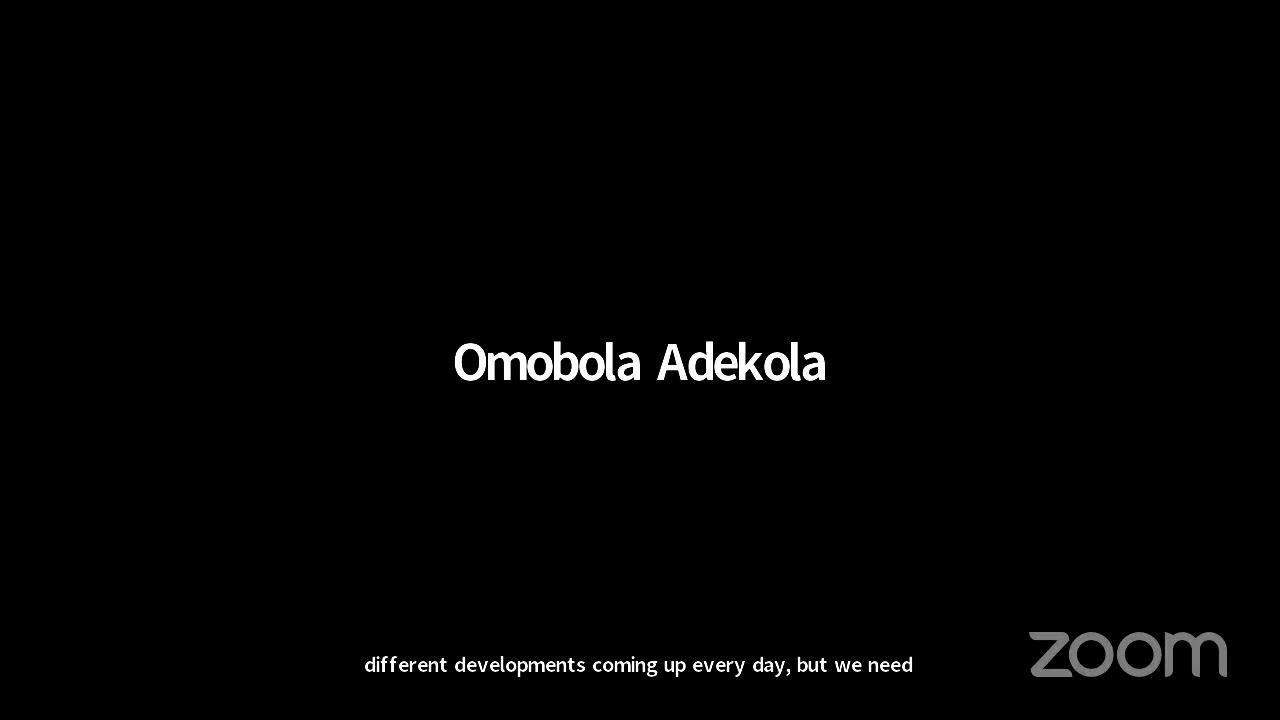 Omobola Adekola
different developments coming up every day, but we need
zoom